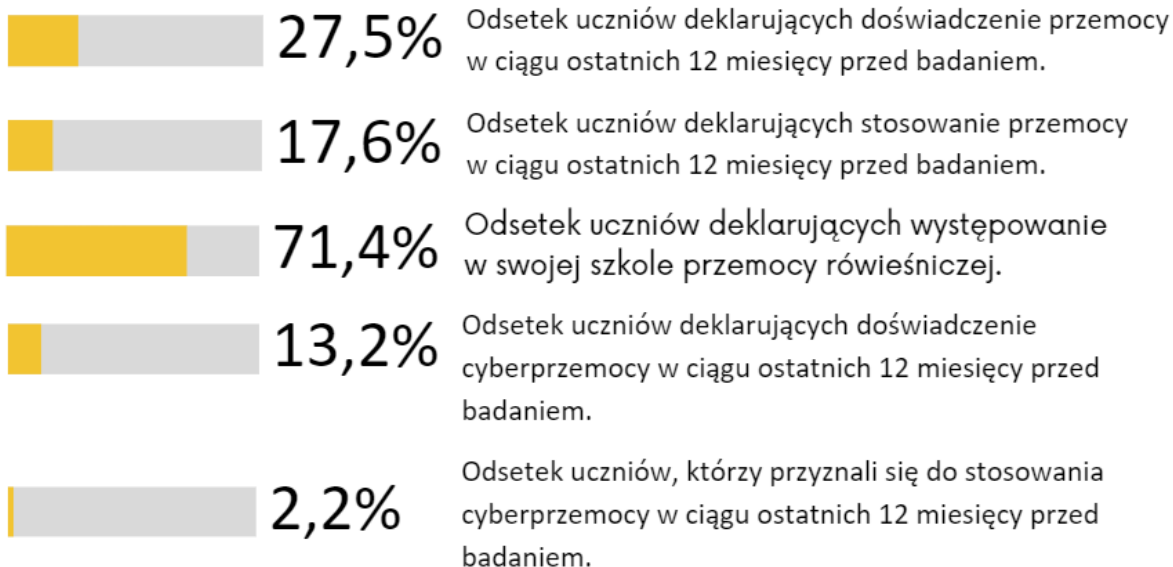 27,5%
Odsetek uczniów deklarujących doświadczenie przemocy
w ciągu ostatnich 12 miesięcy przed badaniem.
17,6%
Odsetek uczniów deklarujących stosowanie przemocy
w ciągu ostatnich 12 miesięcy przed badaniem.
71,4%
Odsetek uczniów deklarujących występowanie
w swojej szkole przemocy rówieśniczej.
13,2%
Odsetek uczniów deklarujących doświadczenie
cyberprzemocy w ciągu ostatnich 12 miesięcy przed
badaniem.
2,2%
Odsetek uczniów, którzy przyznali się do stosowania
cyberprzemocy w ciągu ostatnich 12 miesięcy przed
badaniem.